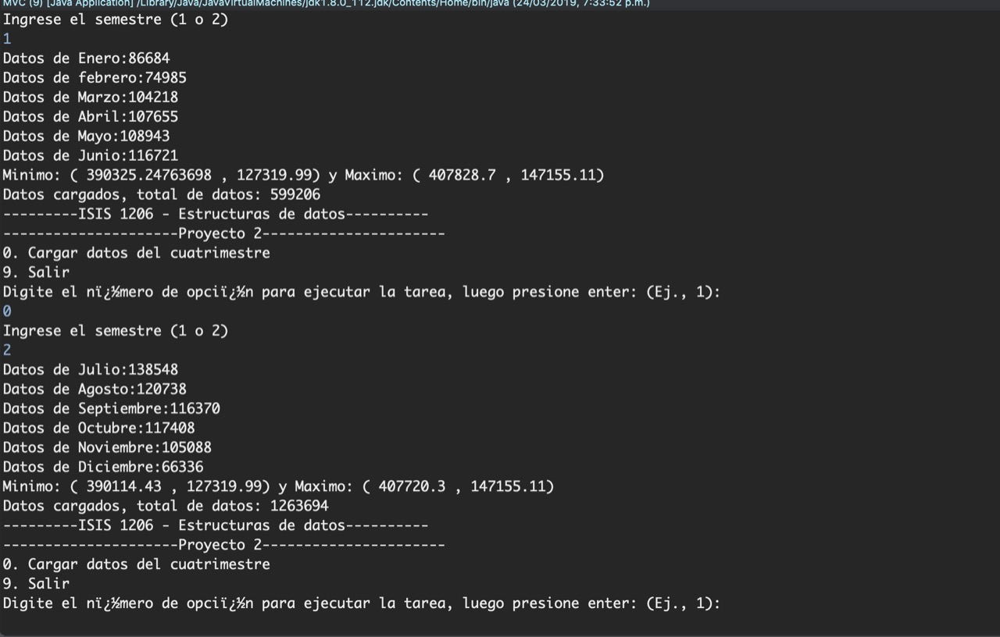 MVC (9) [Java Application] /Library/Java/JavaVirtualMachines/jdk1.8.0_112.jdk/Contents/Home/bin/java (24/03/2019, 7:33:52 p.m.)
Ingrese el semestre (1 o 2)
1
Datos de Enero:86684
Datos de febrero:74985
Datos de Marzo:104218
Datos de Abril:107655
Datos de Mayo:108943
Datos de Junio:116721
Minimo: ( 390325.24763698 , 127319.99) y Maximo: ( 407828.7 , 147155.11)
Datos cargados, total de datos: 599206
---------ISIS 1206 - Estructuras de datos----------
---------------------Proyecto 2----------------------
0. Cargar datos del cuatrimestre
9. Salir
Digite el nï¿½mero de opciï¿½n para ejecutar la tarea, luego presione enter: (Ej., 1):
0
Ingrese el semestre (1 o 2)
2
Datos de Julio:138548
Datos de Agosto:120738
Datos de Septiembre:116370
Datos de Octubre:117408
Datos de Noviembre:105088
Datos de Diciembre:66336
Minimo: ( 390114.43 , 127319.99) y Maximo: ( 407720.3 , 147155.11)
Datos cargados, total de datos: 1263694
---------ISIS 1206 - Estructuras de datos----------
---------------------Proyecto 2----------------------
0. Cargar datos del cuatrimestre
9. Salir
Digite el nï¿½mero de opciï¿½n para ejecutar la tarea, luego presione enter: (Ej., 1):